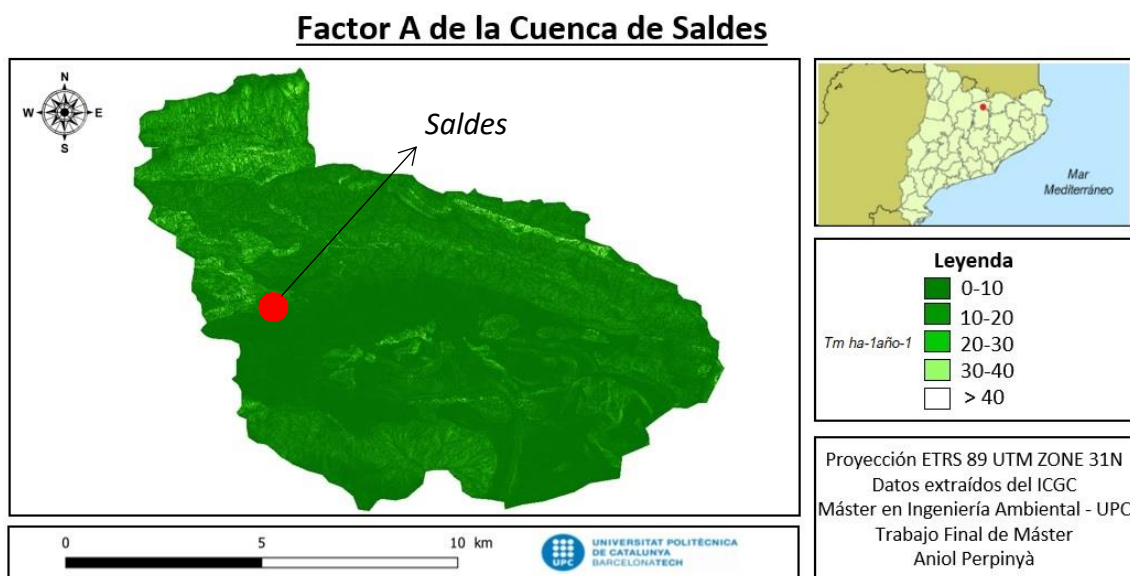 Factor A de la Cuenca de Saldes
N
W
E
S
Saldes
Mar
Mediterráneo
Leyenda
0-10
10-20
20-30
30-40
> 40
Tm ha-1año-1
0
5
10 km
UPC
UNIVERSITAT POLITÈCNICA
DE CATALUNYA
BARCELONATECH
Proyección ETRS 89 UTM ZONE 31N
Datos extraídos del ICGC
Máster en Ingeniería Ambiental - UPC
Trabajo Final de Máster
Aniol Perpinyà